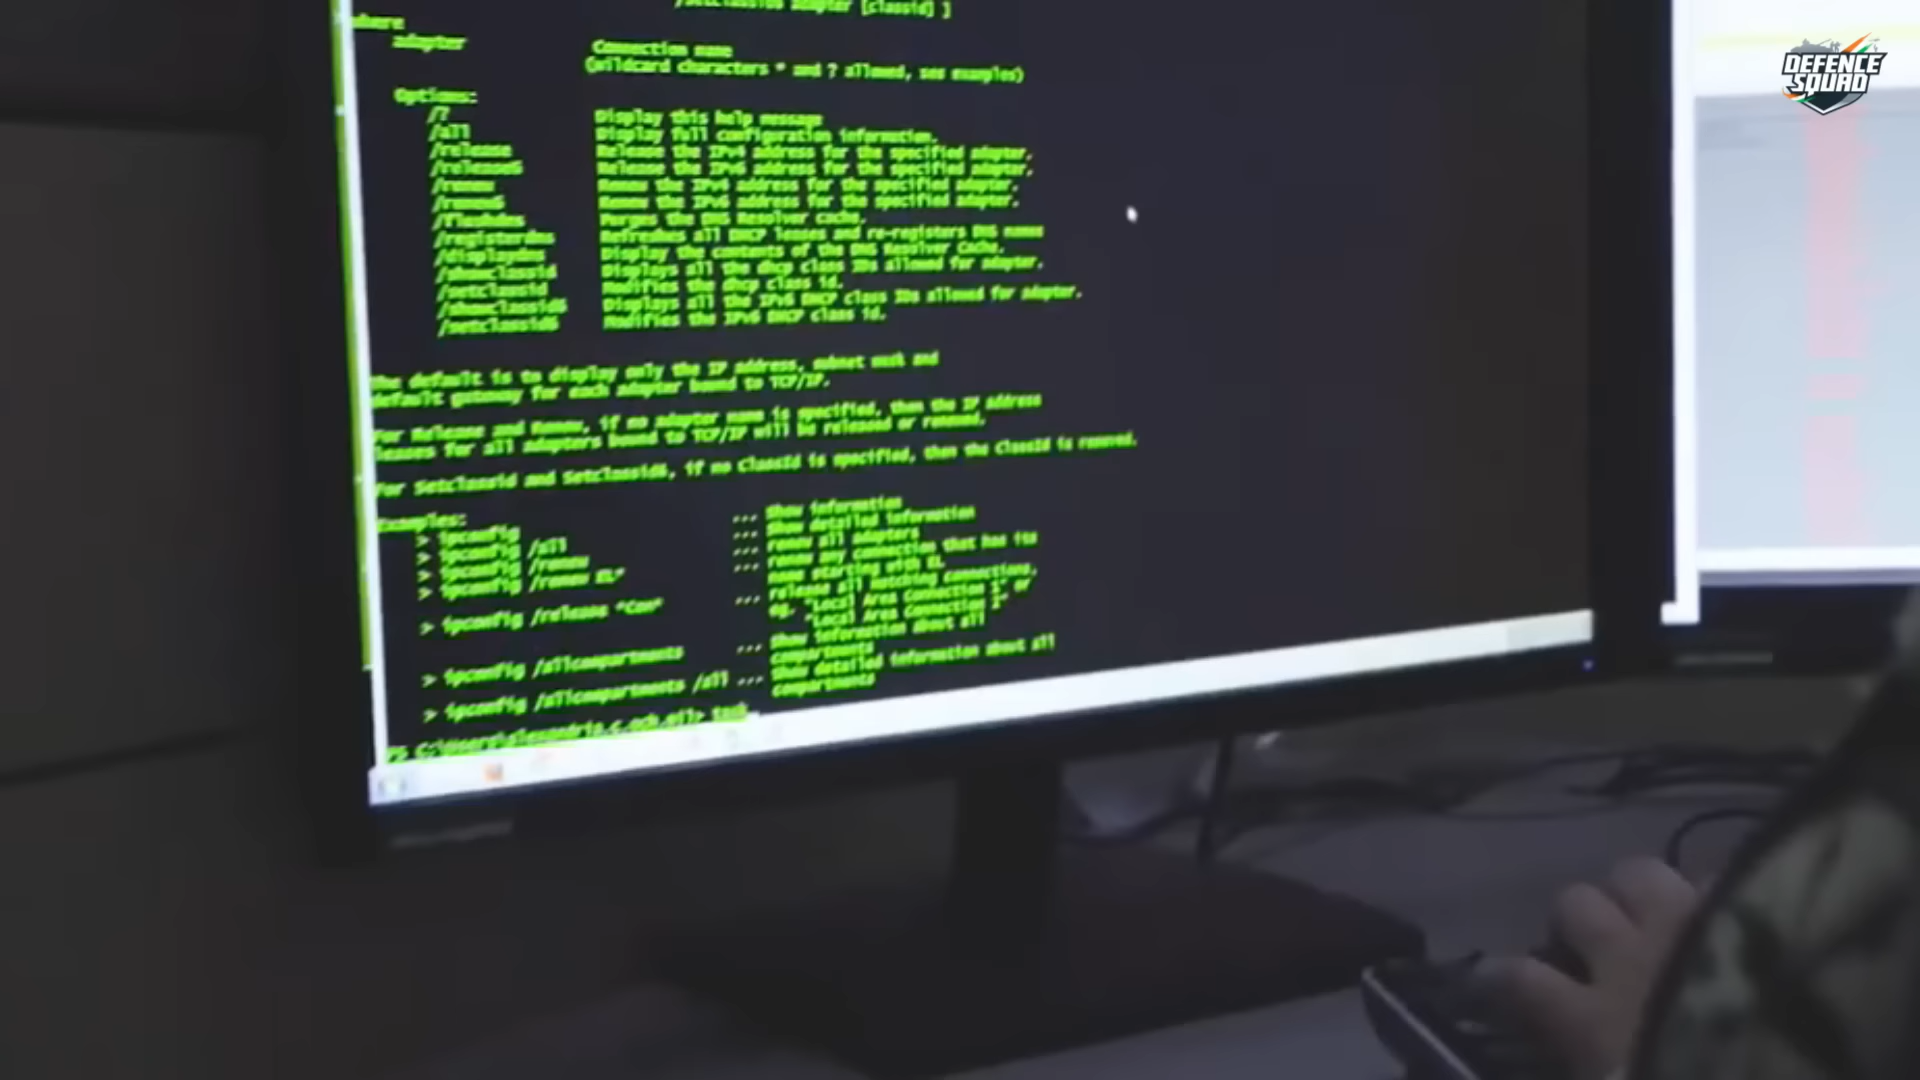 /setclassid6 adapter [classid] ]
where
adapter Connection name
(wildcard characters * and ? allowed, see examples)
Options:
/? Display this help message
/all Display full configuration information.
/release Release the IPv4 address for the specified adapter.
/release6 Release the IPv6 address for the specified adapter.
/renew Renew the IPv4 address for the specified adapter.
/renew6 Renew the IPv6 address for the specified adapter.
/flushdns Purges the DNS Resolver cache.
/registerdns Refreshes all DHCP leases and re-registers DNS names
/displaydns Display the contents of the DNS Resolver Cache.
/showclassid Displays all the dhcp class IDs allowed for adapter.
/setclassid Modifies the dhcp class id.
/showclassid6 Displays all the IPv6 DHCP class IDs allowed for adapter.
/setclassid6 Modifies the IPv6 DHCP class id.
The default is to display only the IP address, subnet mask and
default gateway for each adapter bound to TCP/IP.
For Release and Renew, if no adapter name is specified, then the IP address
leases for all adapters bound to TCP/IP will be released or renewed.
For Setclassid and Setclassid6, if no ClassId is specified, then the ClassId is removed.
Examples:
> ipconfig ... Show information
> ipconfig /all ... Show detailed information
> ipconfig /renew ... renew all adapters
> ipconfig /renew EL* ... renew any connection that has its
name starting with EL
> ipconfig /release *Con* ... release all matching connections,
eg. "Local Area Connection 1" or
"Local Area Connection 2"
> ipconfig /allcompartments ... Show information about all
compartments
> ipconfig /allcompartments /all ... Show detailed information about all
compartments
PS C:\Users\
DEFENCE
SQUAD